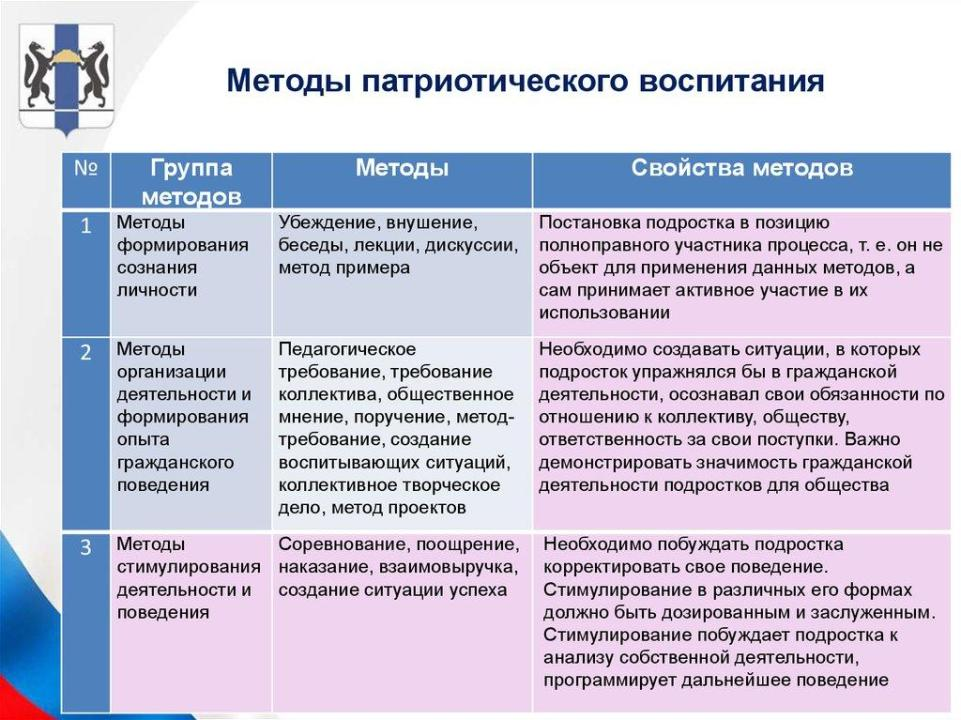 Методы патриотического воспитания
№
Группа
методов
Методы
Свойства методов
1
Методы
формирования
сознания
личности
Убеждение, внушение,
беседы, лекции, дискуссии,
метод примера
Постановка подростка в позицию
полноправного участника процесса, т. е. он не
объект для применения данных методов, а
сам принимает активное участие в их
использовании
2
Методы
организации
деятельности и
формирования
опыта
гражданского
поведения
Педагогическое
требование, требование
коллектива, общественное
мнение, поручение, метод-
требование, создание
воспитывающих ситуаций,
коллективное творческое
дело, метод проектов
Необходимо создавать ситуации, в которых
подросток упражнялся бы в гражданской
деятельности, осознавал свои обязанности по
отношению к коллективу, обществу,
ответственность за свои поступки. Важно
демонстрировать значимость гражданской
деятельности подростков для общества
3
Методы
стимулирования
деятельности и
поведения
Соревнование, поощрение,
наказание, взаимовыручка,
создание ситуации успеха
Необходимо побуждать подростка
корректировать свое поведение.
Стимулирование в различных его формах
должно быть дозированным и заслуженным.
Стимулирование побуждает подростка к
анализу собственной деятельности,
программирует дальнейшее поведение